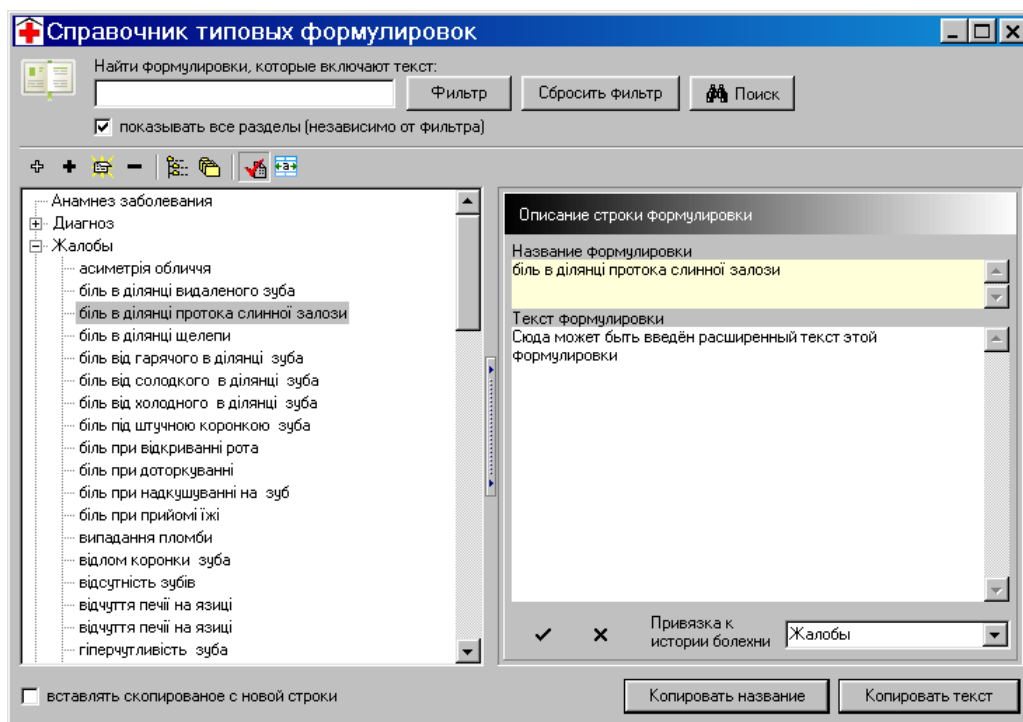 Справочник типовых формулировок
Найти формулировки, которые включают текст:
Фильтр
Сбросить фильтр
Поиск
показывать все разделы (независимо от фильтра)
Анамнез заболевания
Диагноз
Жалобы
асиметрія обличчя
біль в ділянці видаленого зуба
біль в ділянці протока слинної залози
біль в ділянці щелепи
біль від гарячого в ділянці зуба
біль від солодкого в ділянці зуба
біль від холодного в ділянці зуба
біль під штучною коронкою зуба
біль при відкриванні рота
біль при доторкуванні
біль при надкушуванні на зуб
біль при прийомі їжі
випадання пломби
відлом коронки зуба
відсутність зубів
відчуття печії на язиці
відчуття печії на язиці
гіперчутливість зуба
Описание строки формулировки
Название формулировки
біль в ділянці протока слинної залози
Текст формулировки
Сюда может быть введён расширенный текст этой
формулировки
Привязка к
истории болехни
Жалобы
вставлять скопированое с новой строки
Копировать название
Копировать текст